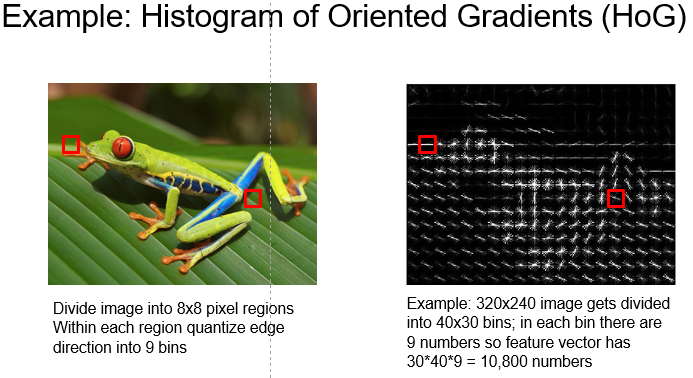 Example: Histogram of Oriented Gradients (HoG)
Divide image into 8x8 pixel regions
Within each region quantize edge
direction into 9 bins
Example: 320x240 image gets divided
into 40x30 bins; in each bin there are
9 numbers so feature vector has
30*40*9 = 10,800 numbers